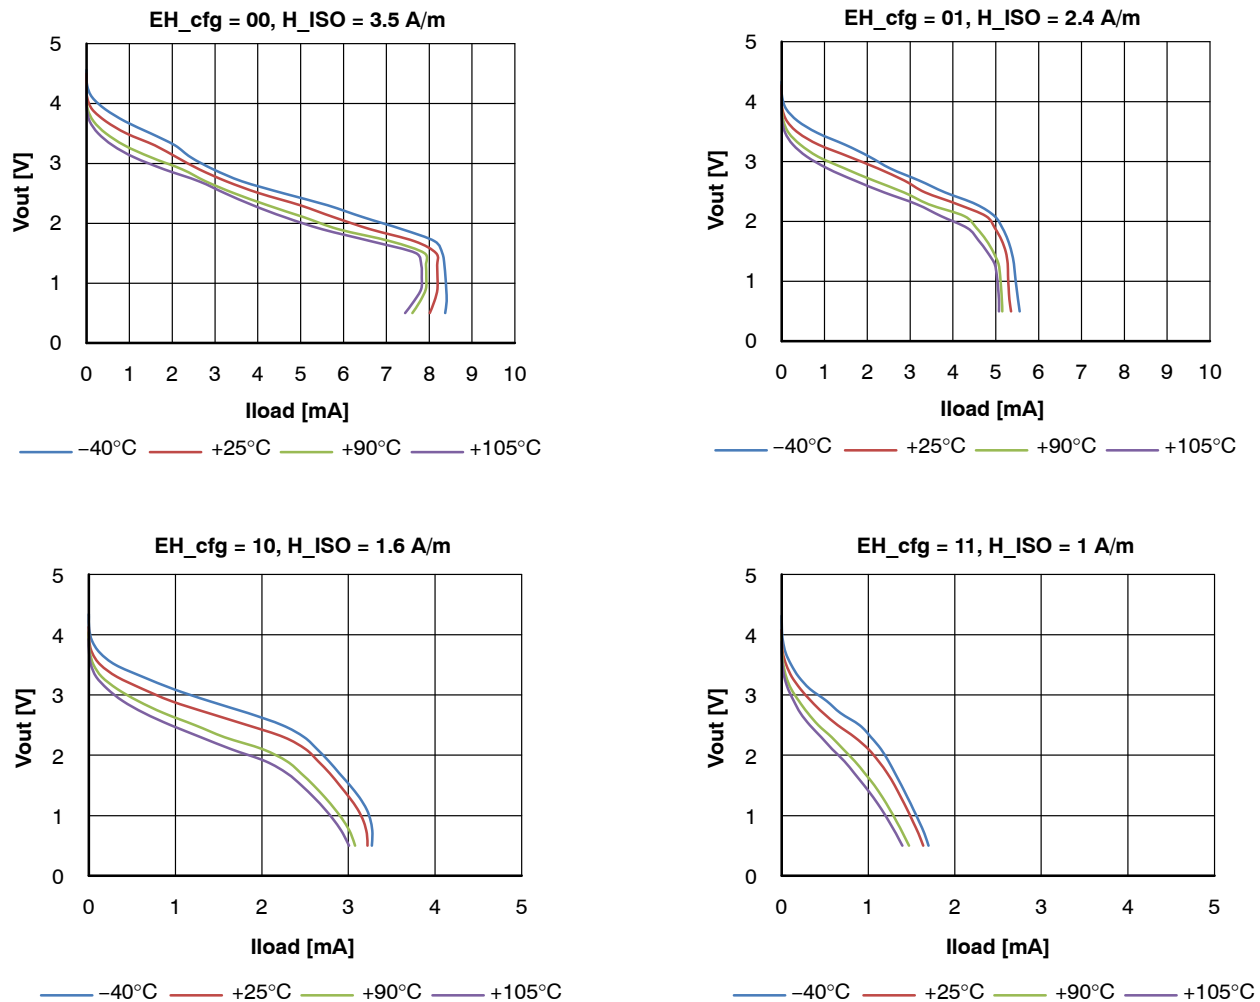 EH_cfg = 00, H_ISO = 3.5 A/m
5
4
3
2
1
0
Vout [V]
0 1 2 3 4 5 6 7 8 9 10
Iload [mA]
−40°C +25°C +90°C +105°C
EH_cfg = 01, H_ISO = 2.4 A/m
5
4
3
2
1
0
Vout [V]
0 1 2 3 4 5 6 7 8 9 10
Iload [mA]
−40°C +25°C +90°C +105°C
EH_cfg = 10, H_ISO = 1.6 A/m
5
4
3
2
1
0
Vout [V]
0 1 2 3 4 5
Iload [mA]
−40°C +25°C +90°C +105°C
EH_cfg = 11, H_ISO = 1 A/m
5
4
3
2
1
0
Vout [V]
0 1 2 3 4 5
Iload [mA]
−40°C +25°C +90°C +105°C